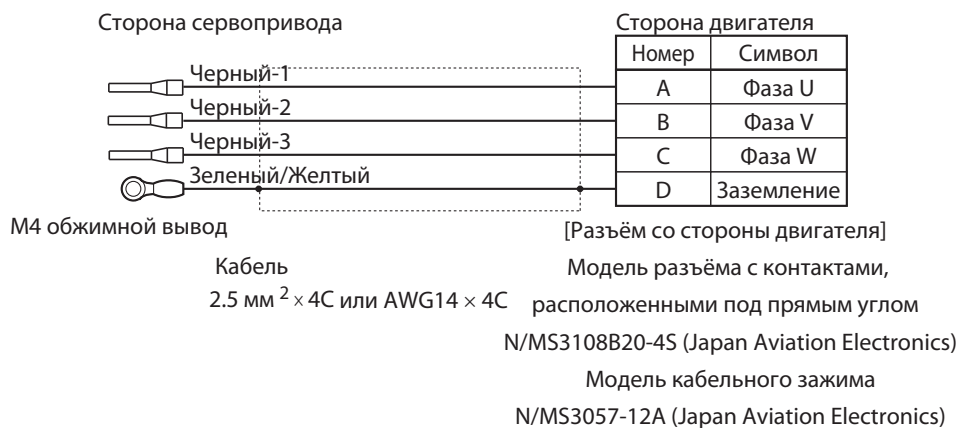 Сторона сервопривода
Сторона двигателя
Номер Символ
Черный-1
A Фаза U
Черный-2
B Фаза V
Черный-3
C Фаза W
Зеленый/Желтый
D Заземление
M4 обжимной вывод
[Разъём со стороны двигателя]
Кабель
Модель разъёма с контактами,
2.5 мм 2 × 4C или AWG14 × 4C
расположенными под прямым углом
N/MS3108B20-4S (Japan Aviation Electronics)
Модель кабельного зажима
N/MS3057-12A (Japan Aviation Electronics)